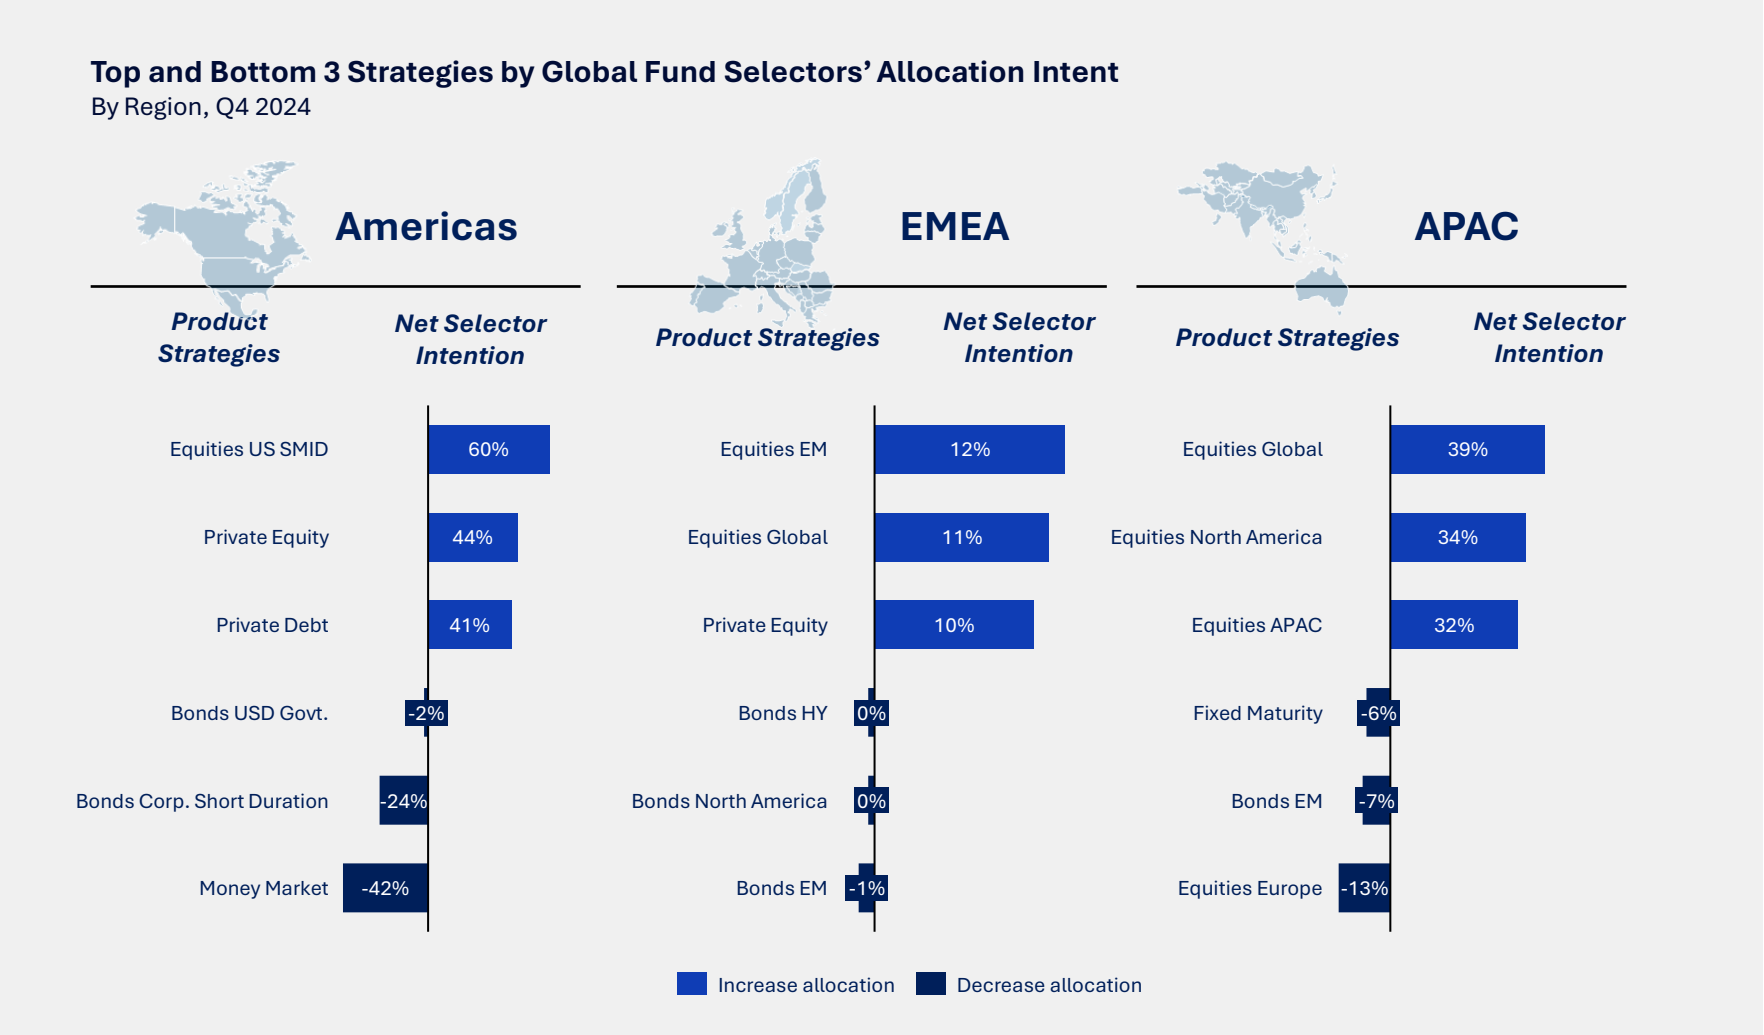 Top and Bottom 3 Strategies by Global Fund Selectors’ Allocation Intent
By Region, Q4 2024
Americas
Product
Strategies
Net Selector
Intention
Equities US SMID
60%
Private Equity
44%
Private Debt
41%
Bonds USD Govt.
-2%
Bonds Corp. Short Duration
-24%
Money Market
-42%
EMEA
Product Strategies
Net Selector
Intention
Equities EM
12%
Equities Global
11%
Private Equity
10%
Bonds HY
0%
Bonds North America
0%
Bonds EM
-1%
APAC
Product Strategies
Net Selector
Intention
Equities Global
39%
Equities North America
34%
Equities APAC
32%
Fixed Maturity
-6%
Bonds EM
-7%
Equities Europe
-13%
Increase allocation
Decrease allocation